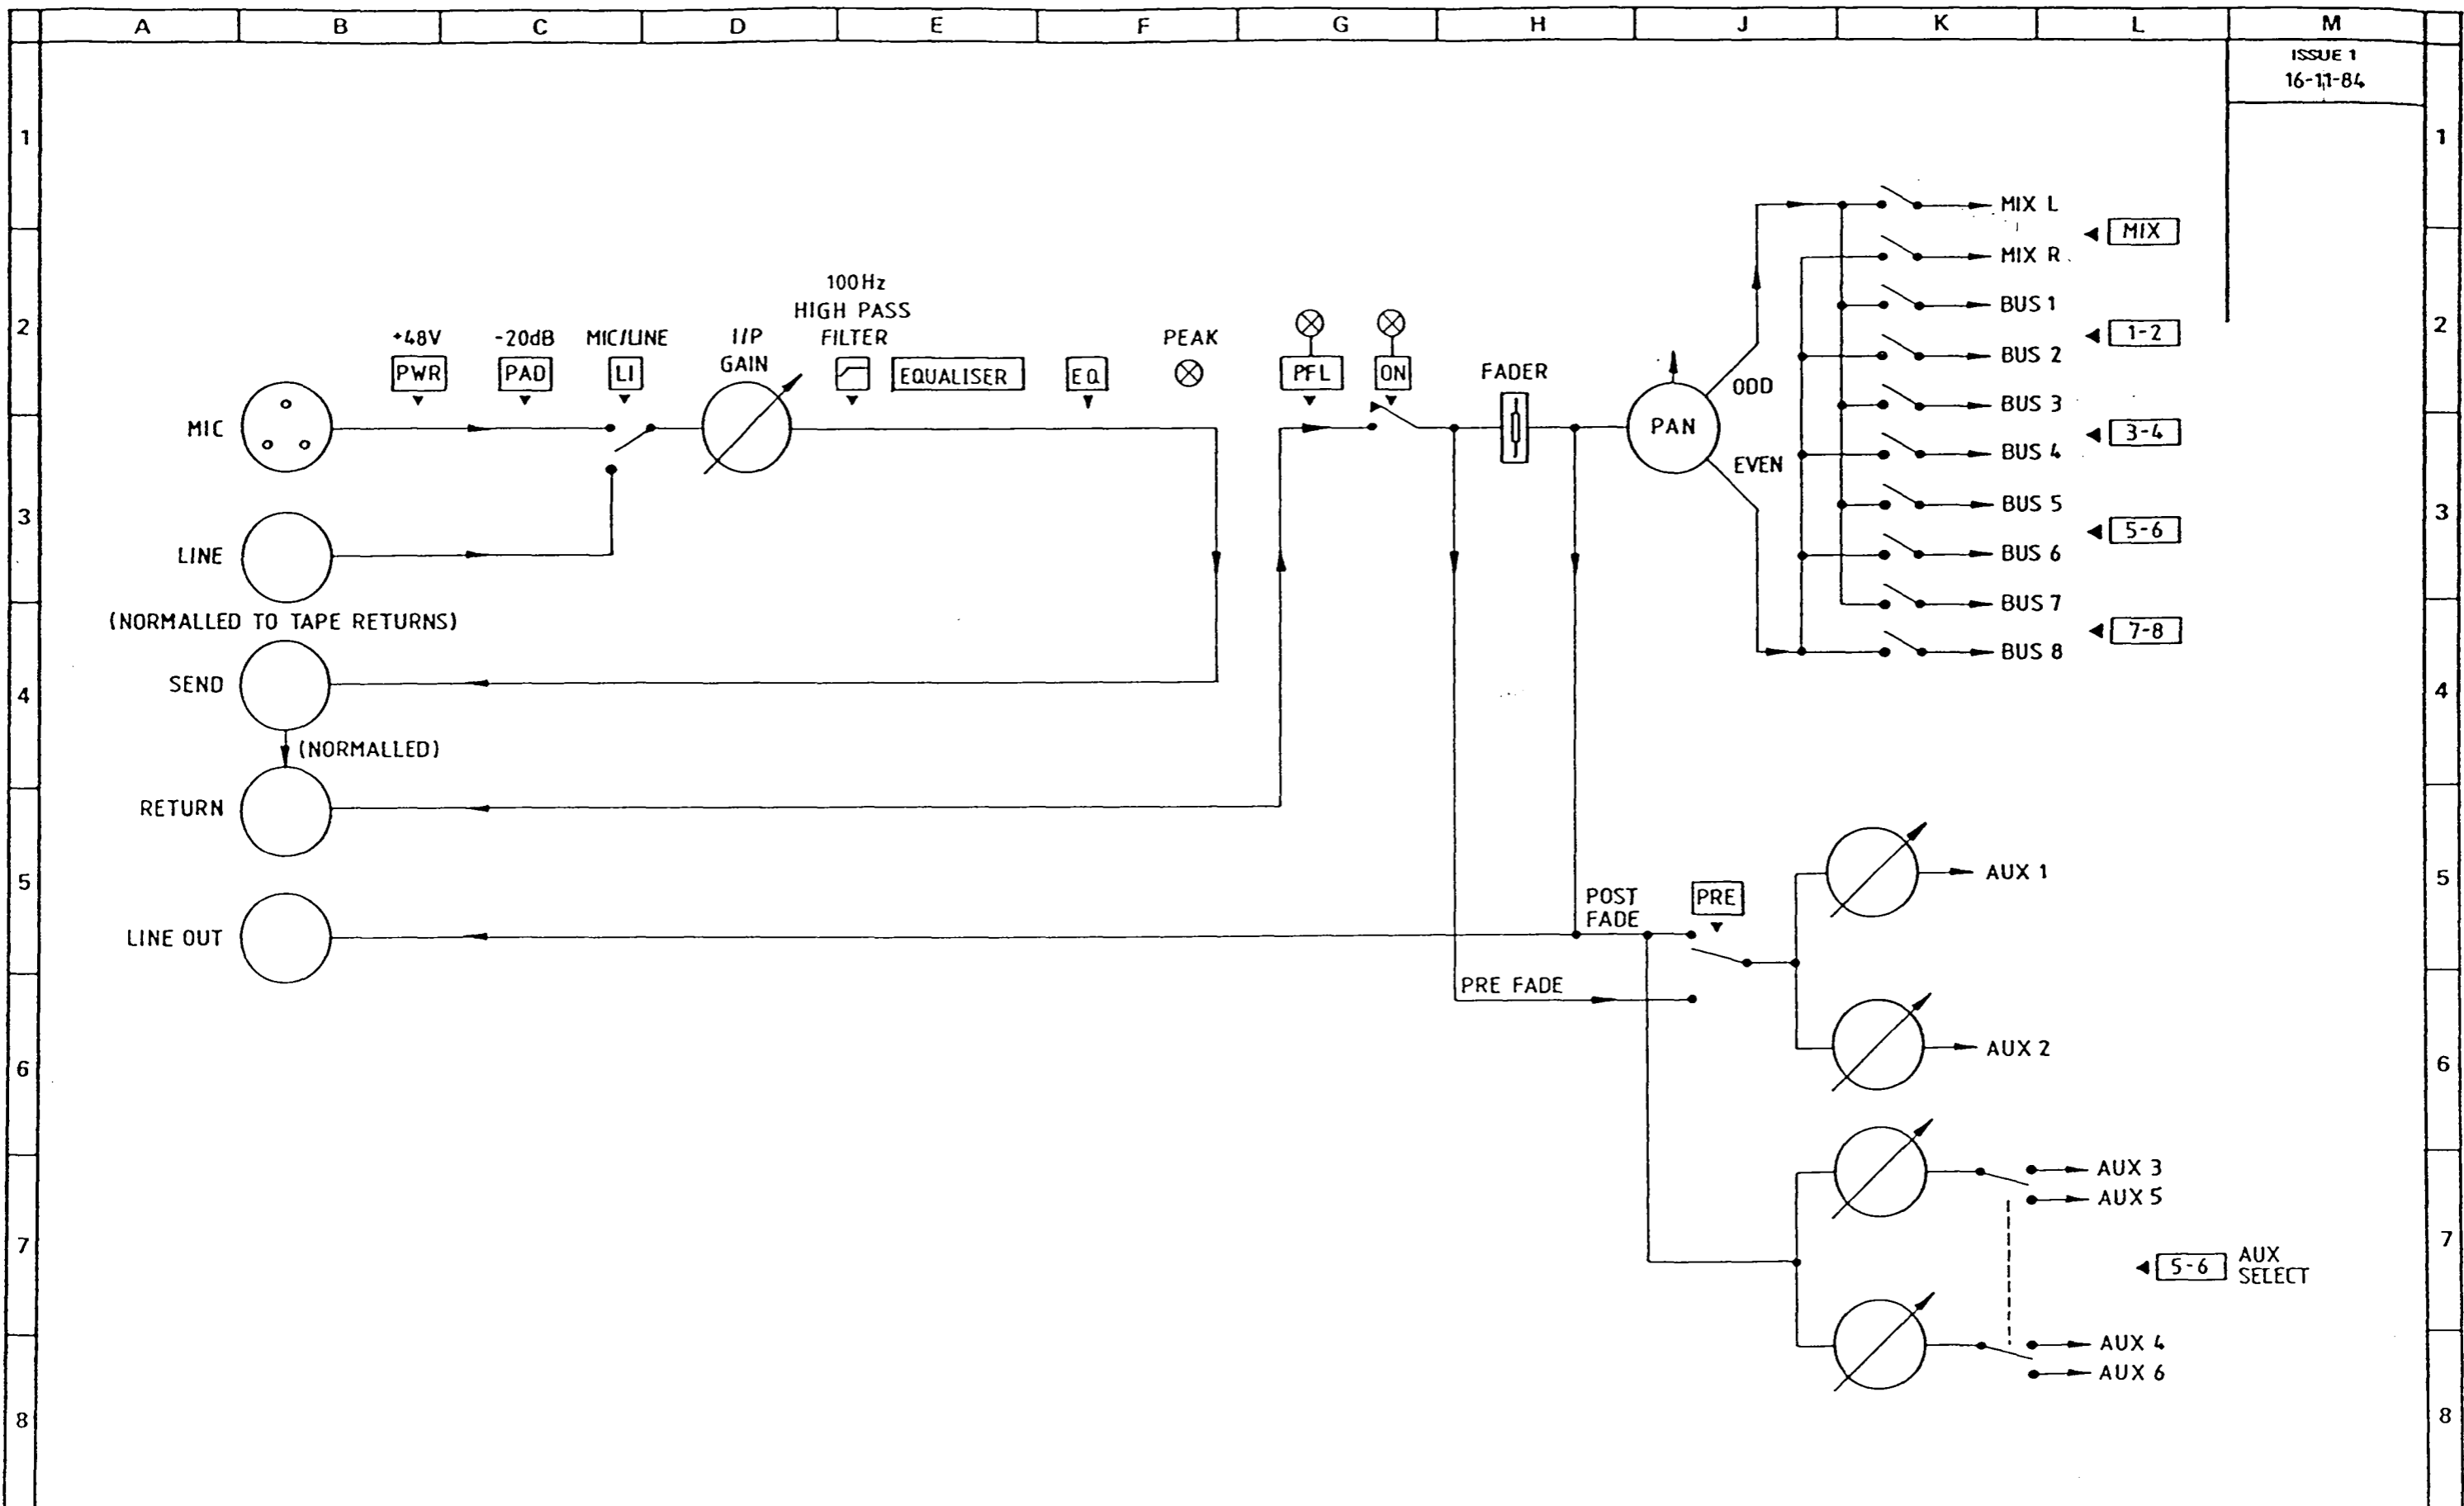 A B C D E F G H J K L M
ISSUE 1
16-11-84
1 1
MIX L
MIX
MIX R
100Hz
HIGH PASS
FILTER
BUS 1
2 2
+48V -20dB MIC/LINE I/P PEAK
GAIN
1-2
BUS 2
PWR PAD LI EQUALISER EQ PFL ON FADER
ODD
BUS 3
MIC PAN
3-4
BUS 4
EVEN
BUS 5
3 3
5-6
LINE
BUS 6
(NORMALLED TO TAPE RETURNS)
BUS 7
7-8
BUS 8
SEND
4 4
(NORMALLED)
RETURN
AUX 1
5 5
POST
FADE
PRE
LINE OUT
PRE FADE
AUX 2
6 6
AUX 3
AUX 5
7 7
5-6
AUX
SELECT
AUX 4
AUX 6
8 8